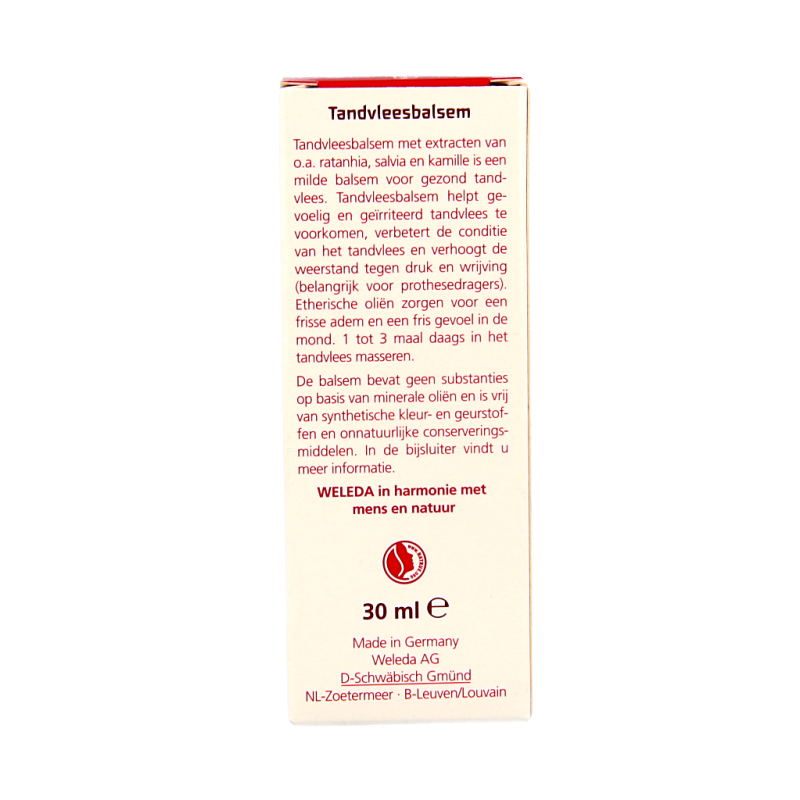 Tandvleesbalsem
Tandvleesbalsem met extracten van
o.a. ratanhia, salvia en kamille is een
milde balsem voor gezond tand-
vlees. Tandvleesbalsem helpt ge-
voelig en geïrriteerd tandvlees te
voorkomen, verbetert de conditie
van het tandvlees en verhoogt de
weerstand tegen druk en wrijving
(belangrijk voor prothesedragers).
Etherische oliën zorgen voor een
frisse adem en een fris gevoel in de
mond. 1 tot 3 maal daags in het
tandvlees masseren.
De balsem bevat geen substanties
op basis van minerale oliën en is vrij
van synthetische kleur- en geurstof-
fen en onnatuurlijke conserverings-
middelen. In de bijsluiter vindt u
meer informatie.
WELEDA in harmonie met
mens en natuur
www.natrue.org
30 ml ℮
Made in Germany
Weleda AG
D-Schwäbisch Gmünd
NL-Zoetermeer · B-Leuven/Louvain